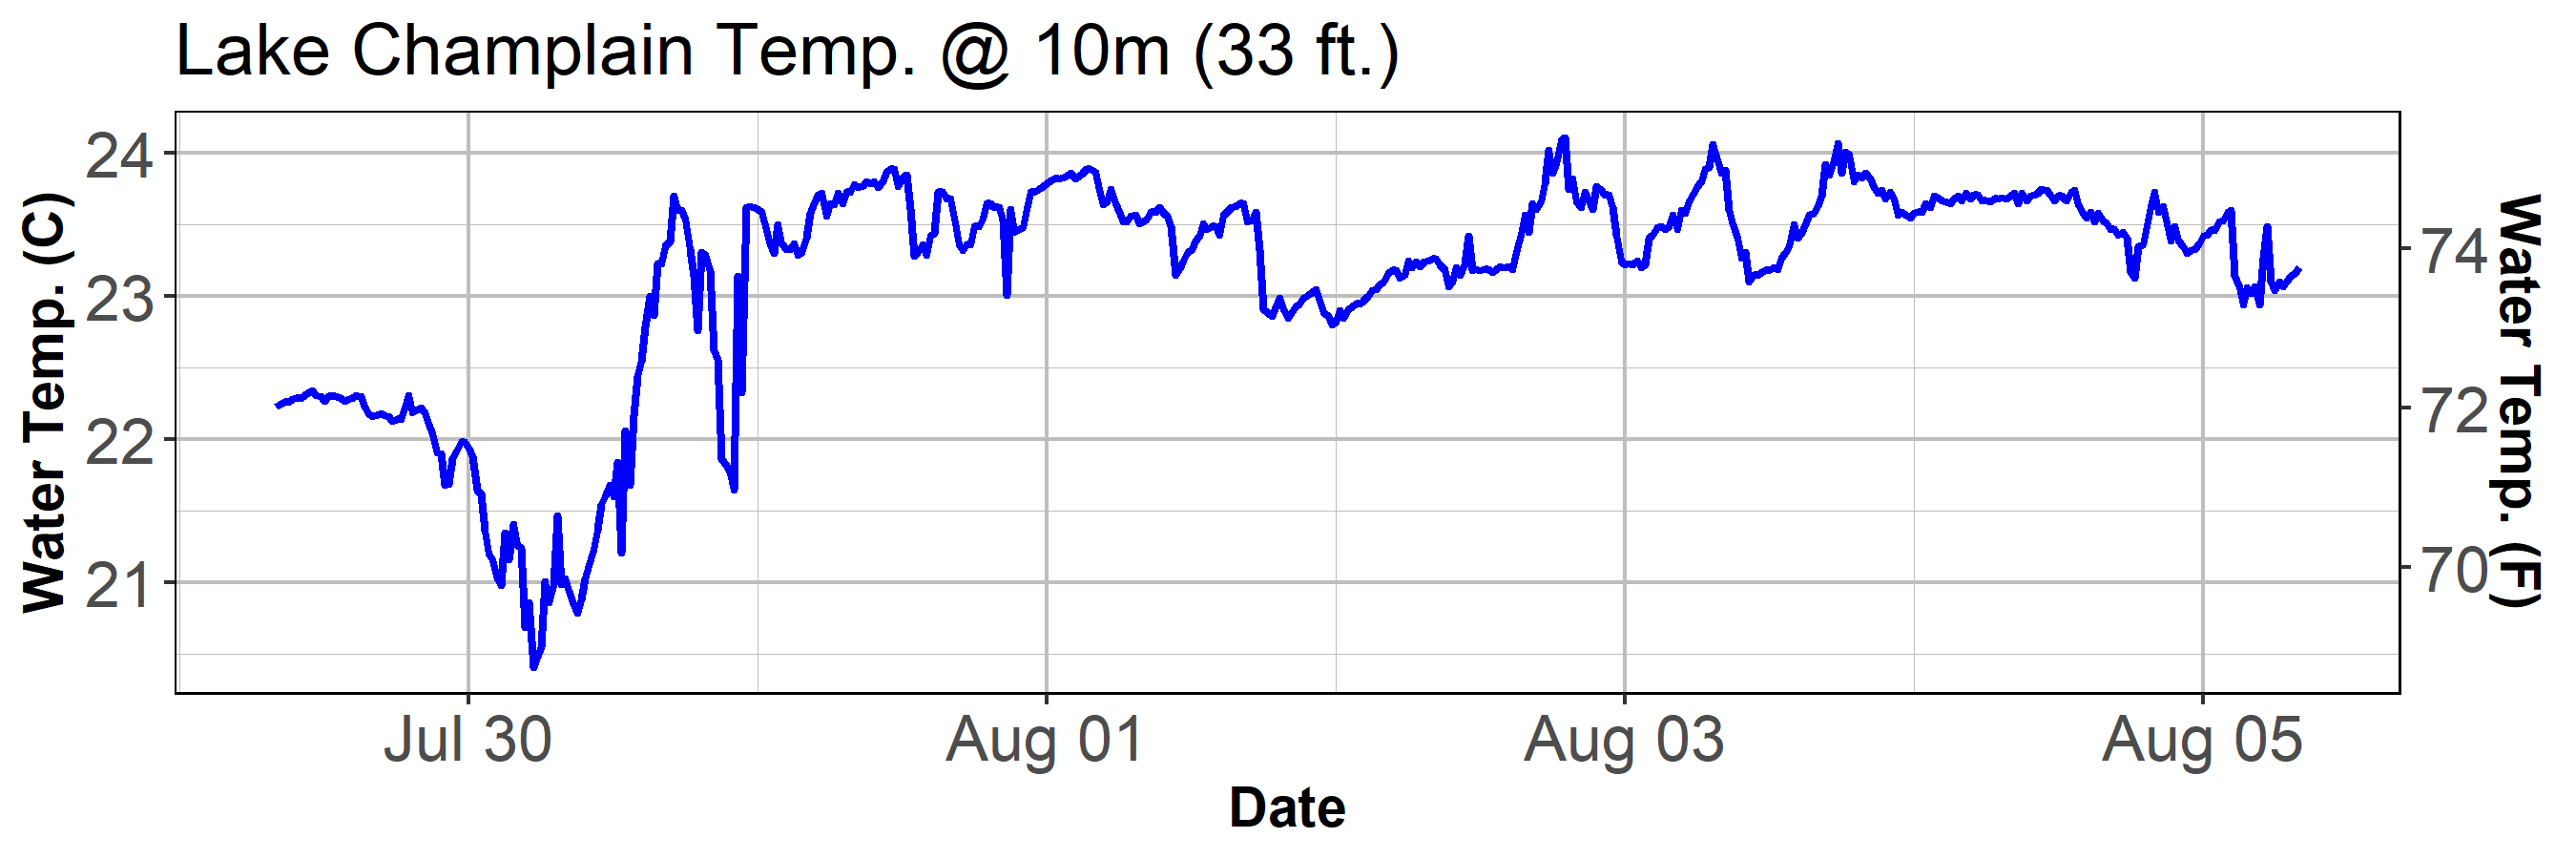 Lake Champlain Temp. @ 10m (33 ft.)
Water Temp. (C)
24
23
22
21
74
72
70
Water Temp. (F)
Jul 30
Aug 01
Aug 03
Aug 05
Date